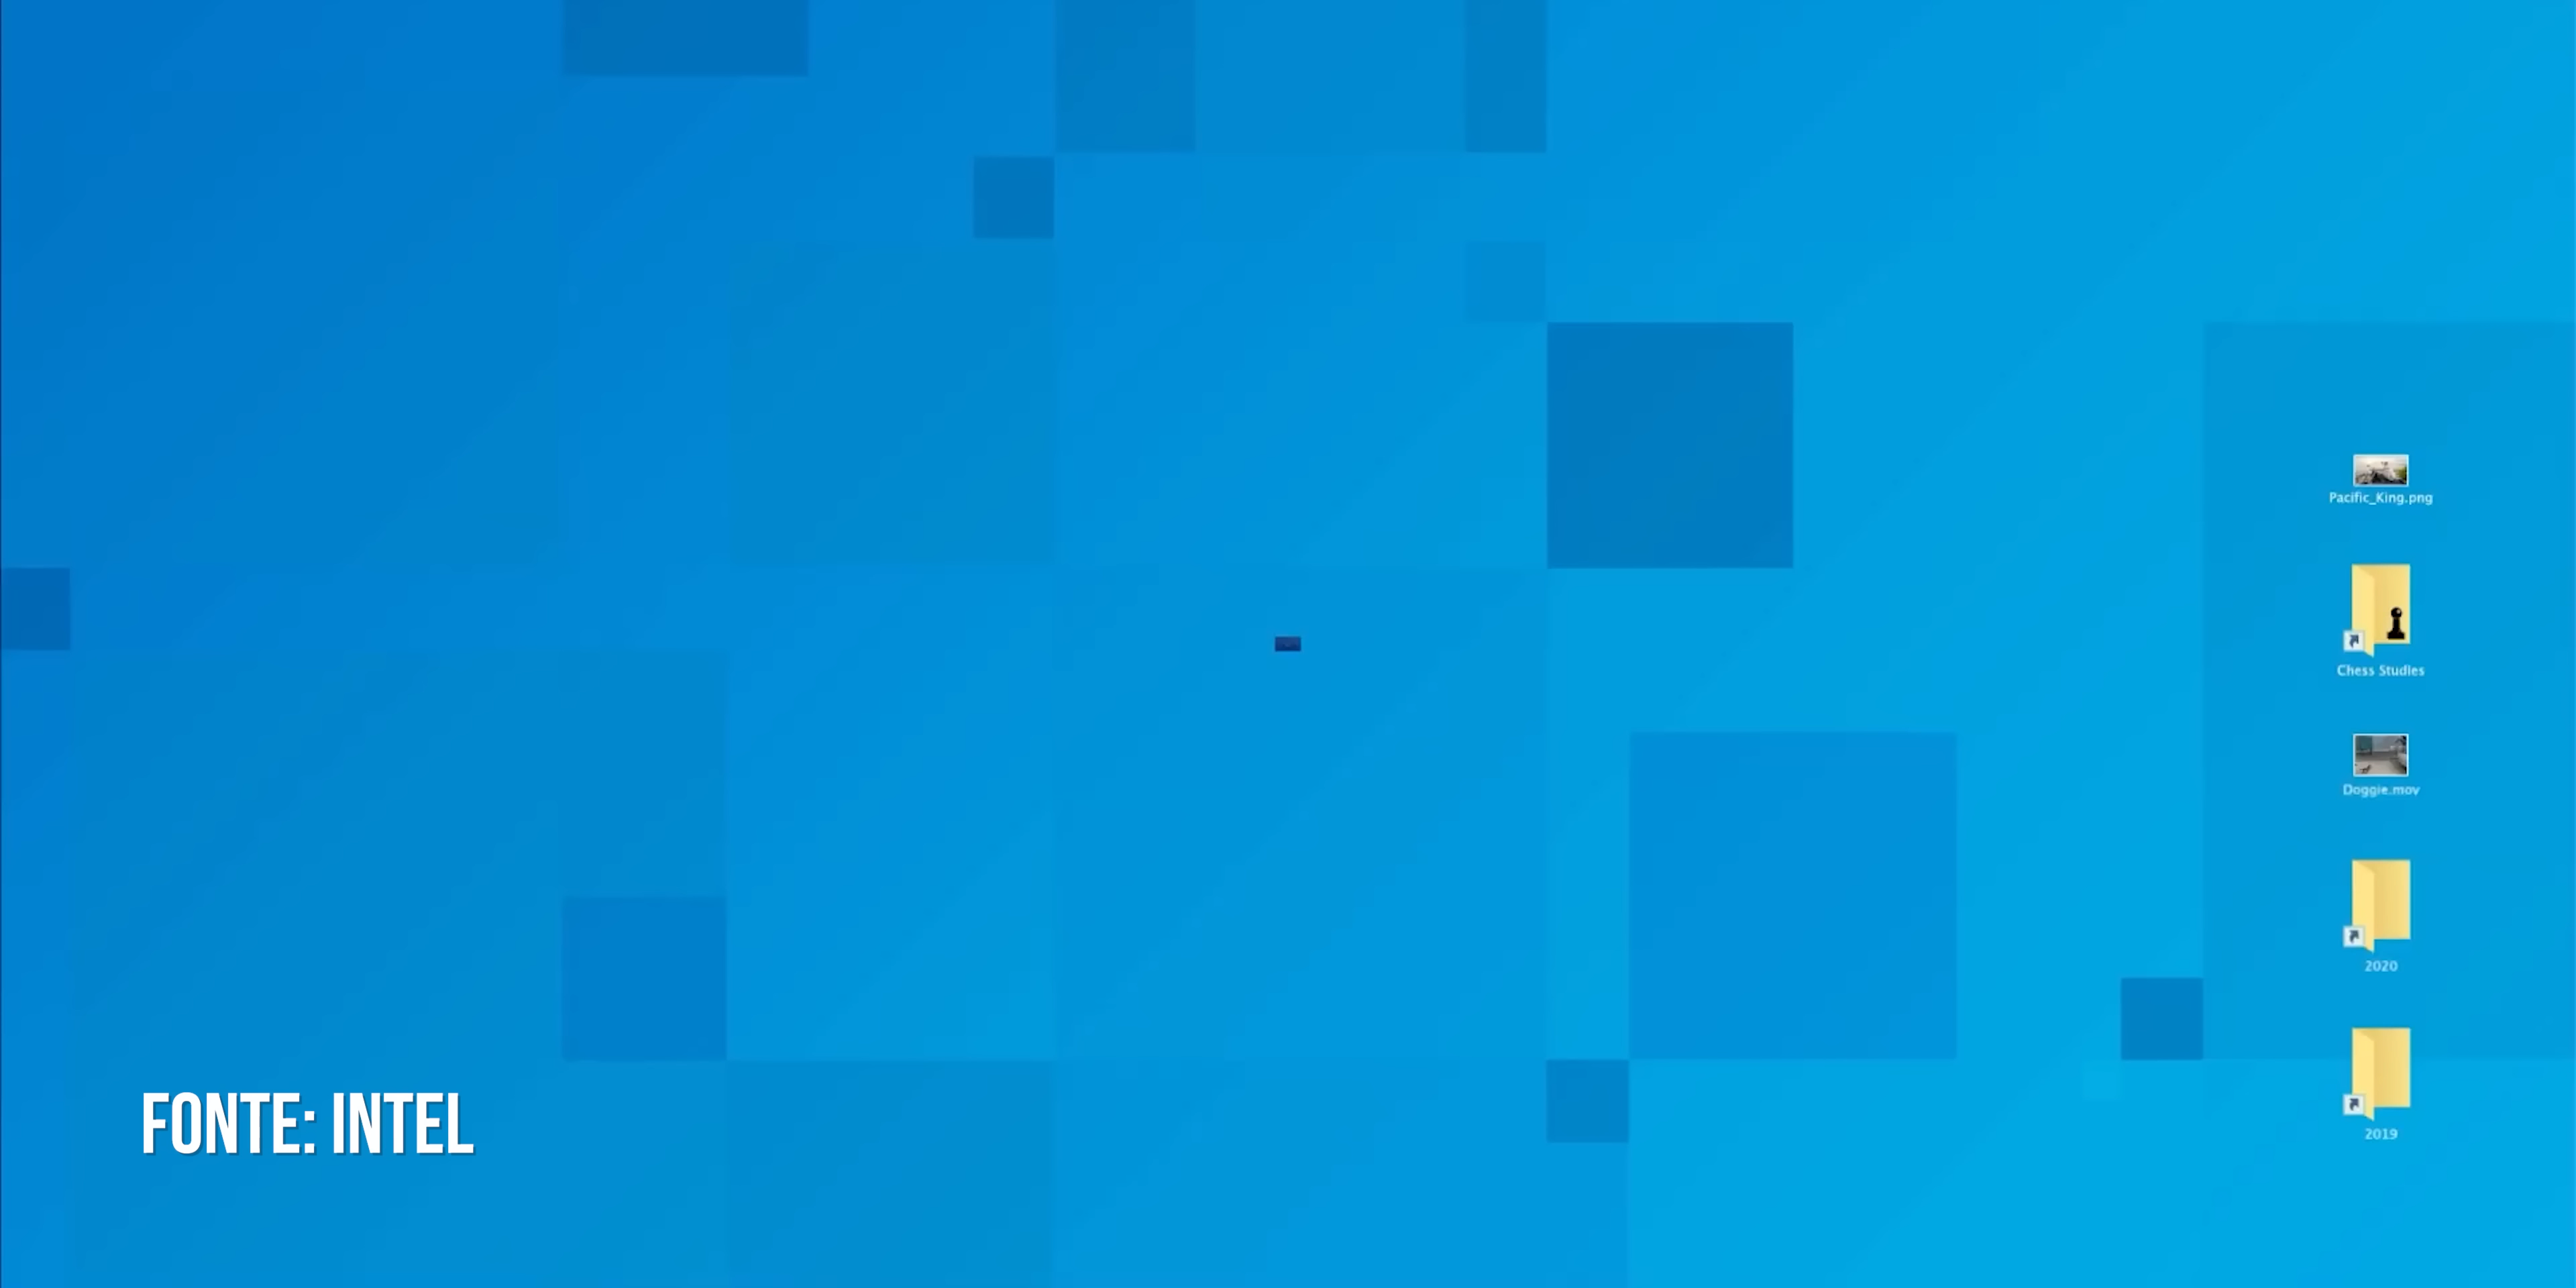 Pacific_King.png
Chess Studies
Doggie.mov
2020
2019
FONTE: INTEL